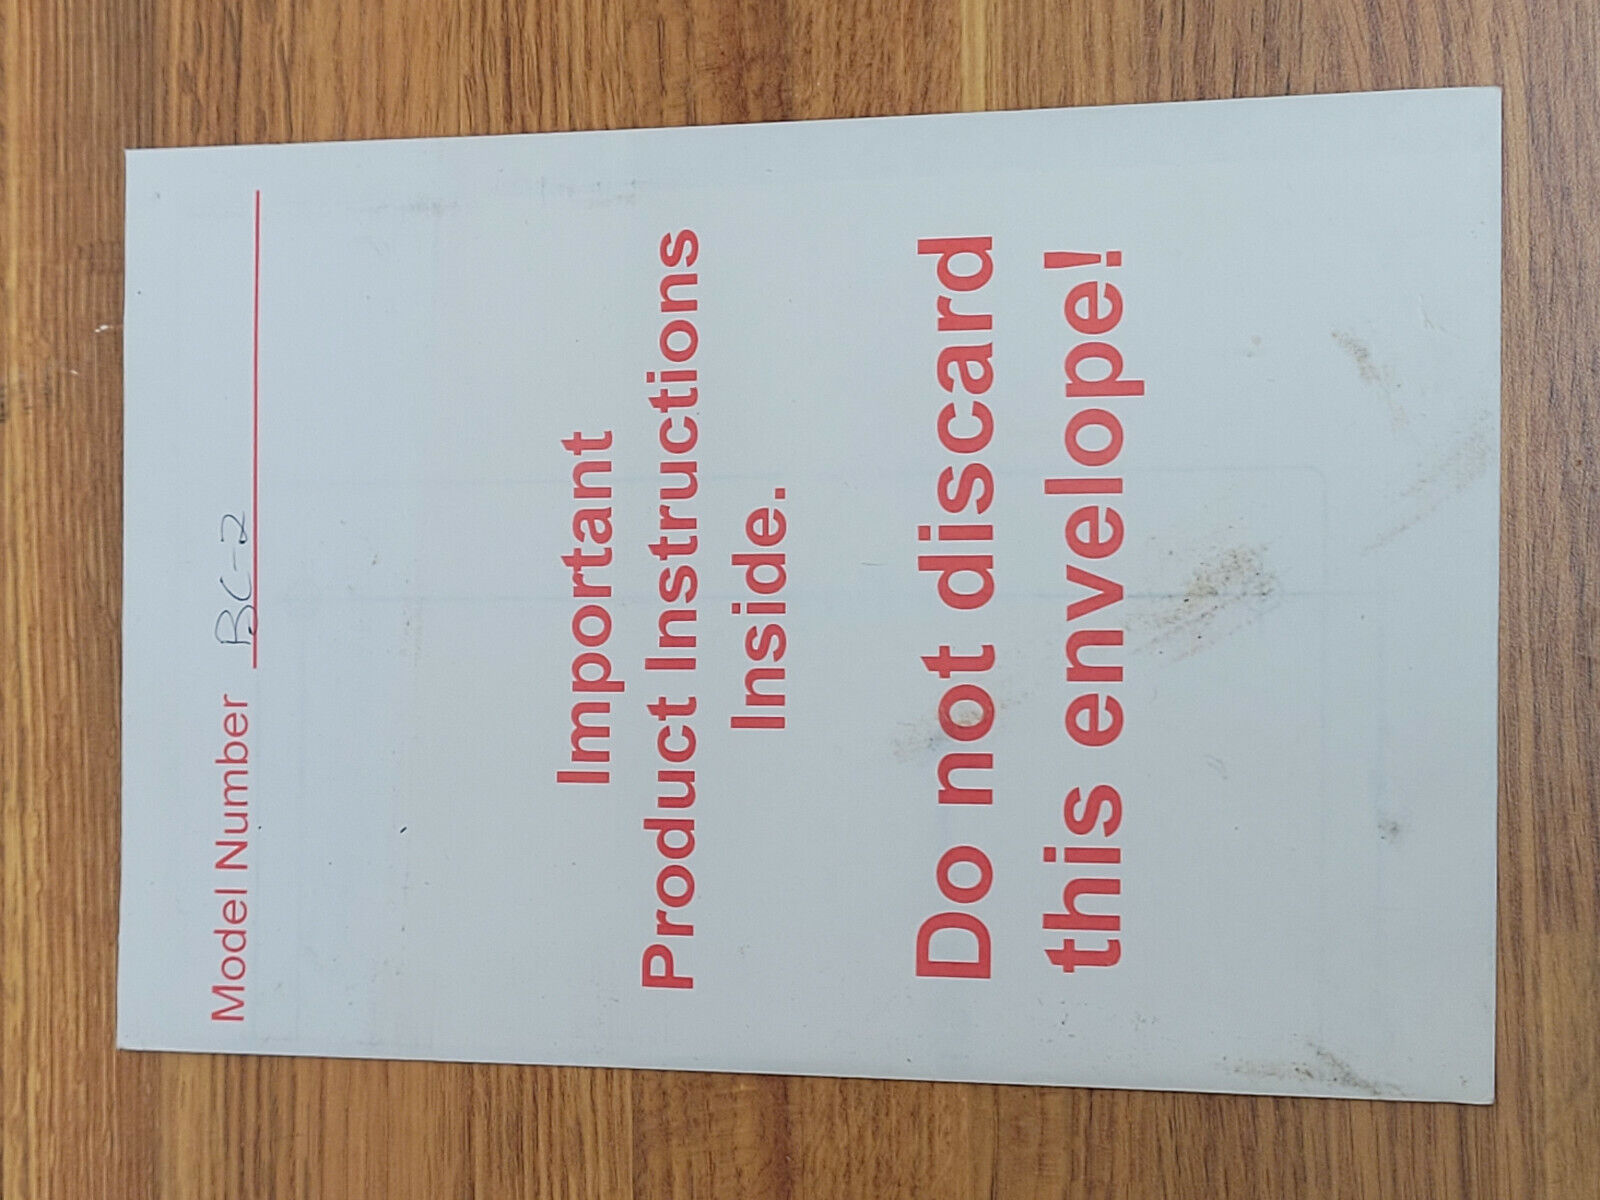 Model Number BC-2
Important
Product Instructions
Inside.
Do not discard
this envelope!